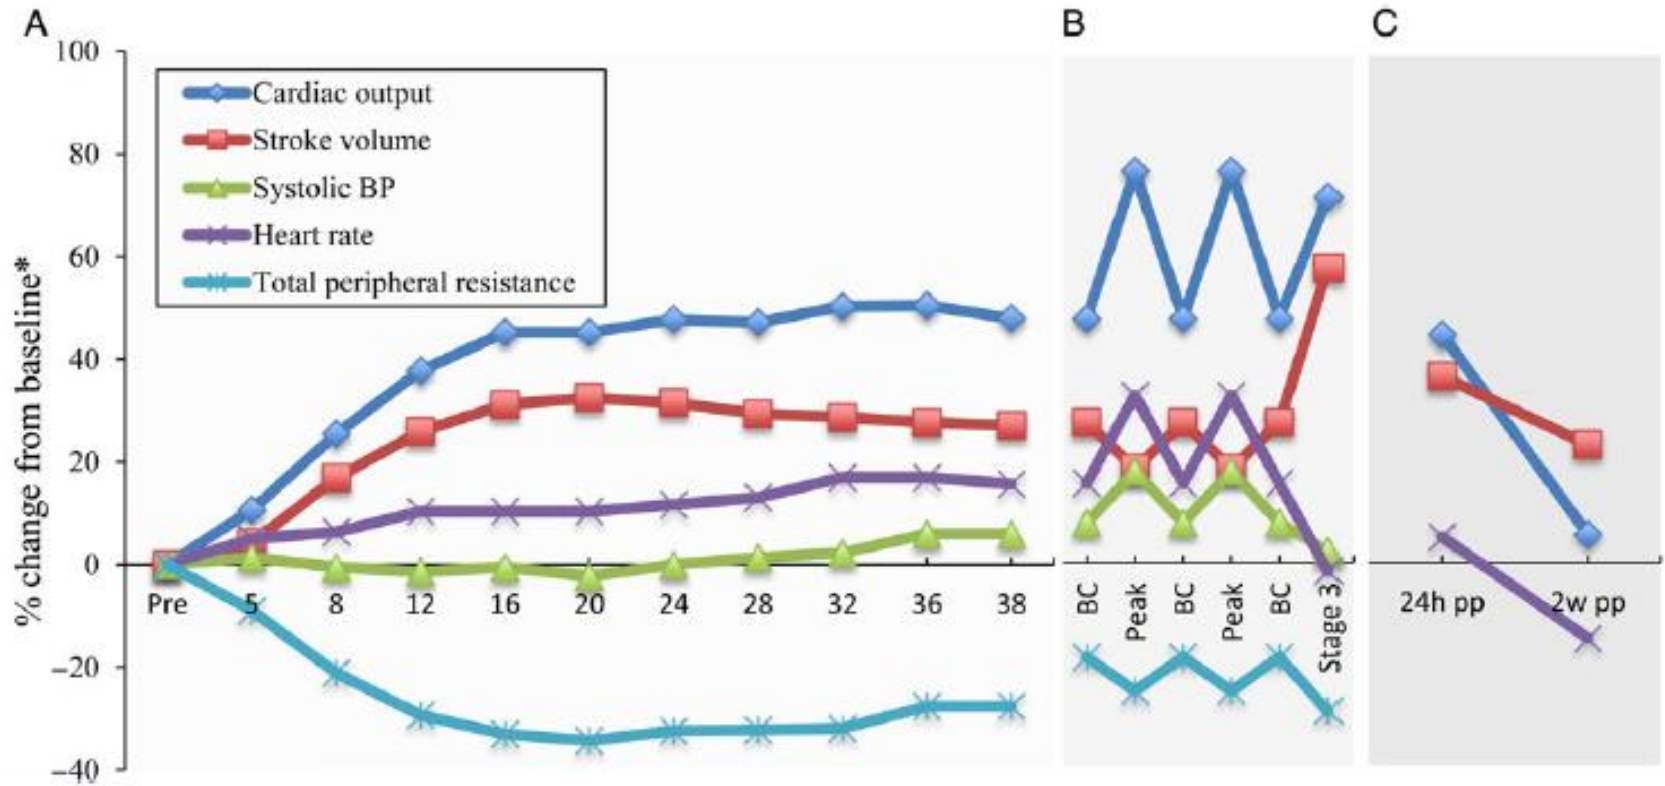 A
B
C
% change from baseline*
100
80
60
40
20
0
–20
–40
Cardiac output
Stroke volume
Systolic BP
Heart rate
Total peripheral resistance
Pre 5 8 12 16 20 24 28 32 36 38
BC
Peak
BC
Peak
BC
Stage 3
24h pp 2w pp